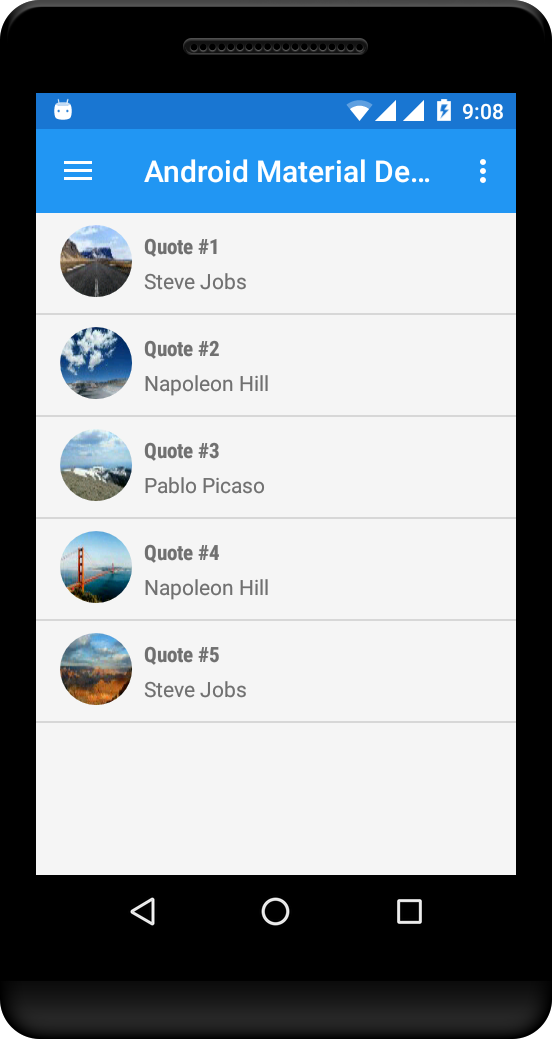 9:08
Android Material De...
Quote #1
Steve Jobs
Quote #2
Napoleon Hill
Quote #3
Pablo Picaso
Quote #4
Napoleon Hill
Quote #5
Steve Jobs